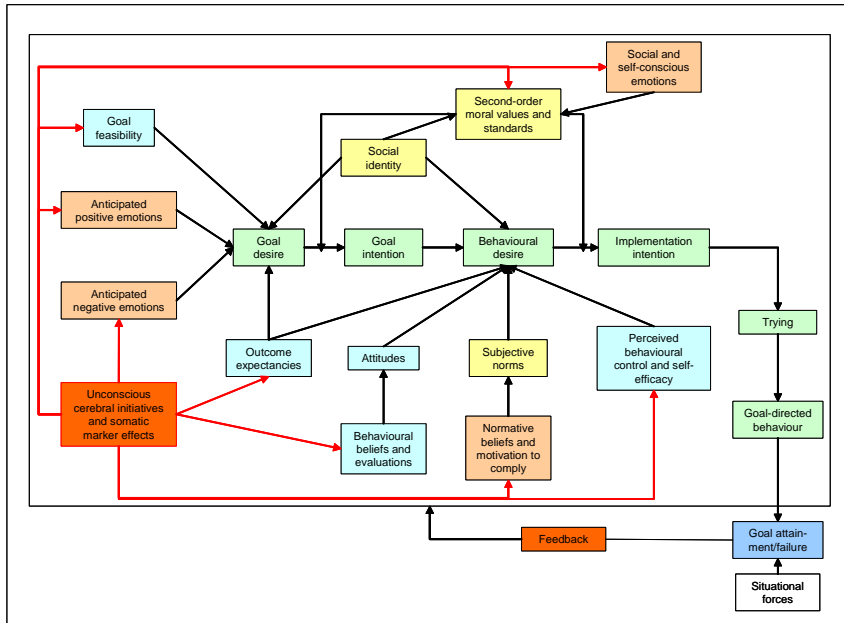 Social and
self-conscious
emotions
Second-order
moral values and
standards
Goal
feasibility
Social
identity
Anticipated
positive emotions
Goal
desire
Goal
intention
Behavioural
desire
Implementation
intention
Anticipated
negative emotions
Trying
Outcome
expectancies
Attitudes
Subjective
norms
Perceived
behavioural
control and self-
efficacy
Unconscious
cerebral initiatives
and somatic
marker effects
Behavioural
beliefs and
evaluations
Normative
beliefs and
motivation to
comply
Goal-directed
behaviour
Feedback
Goal attain-
ment/failure
Situational
forces